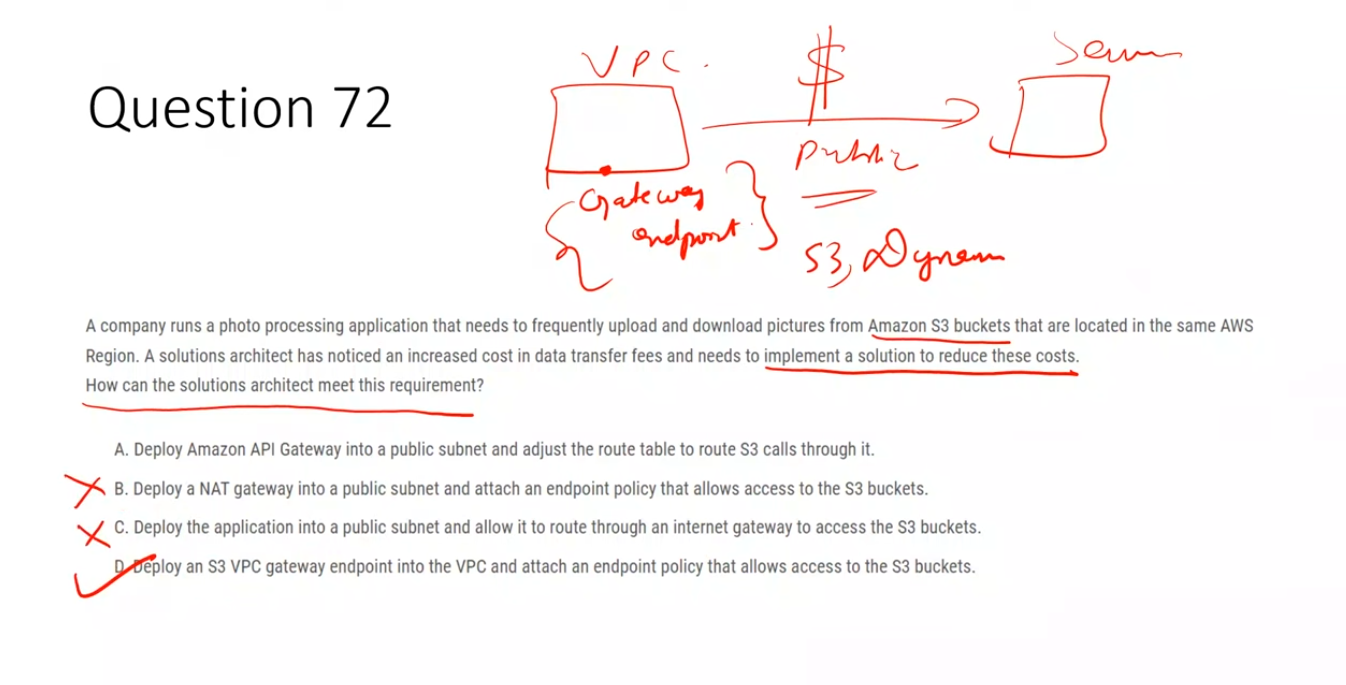 VPC.
$
Question 72
public
Gateway
endpoint.
S3, Dynam
A company runs a photo processing application that needs to frequently upload and download pictures from Amazon S3 buckets that are located in the same AWS
Region. A solutions architect has noticed an increased cost in data transfer fees and needs to implement a solution to reduce these costs.
How can the solutions architect meet this requirement?
A. Deploy Amazon API Gateway into a public subnet and adjust the route table to route S3 calls through it.
B. Deploy a NAT gateway into a public subnet and attach an endpoint policy that allows access to the S3 buckets.
C. Deploy the application into a public subnet and allow it to route through an internet gateway to access the S3 buckets.
D. Deploy an S3 VPC gateway endpoint into the VPC and attach an endpoint policy that allows access to the S3 buckets.